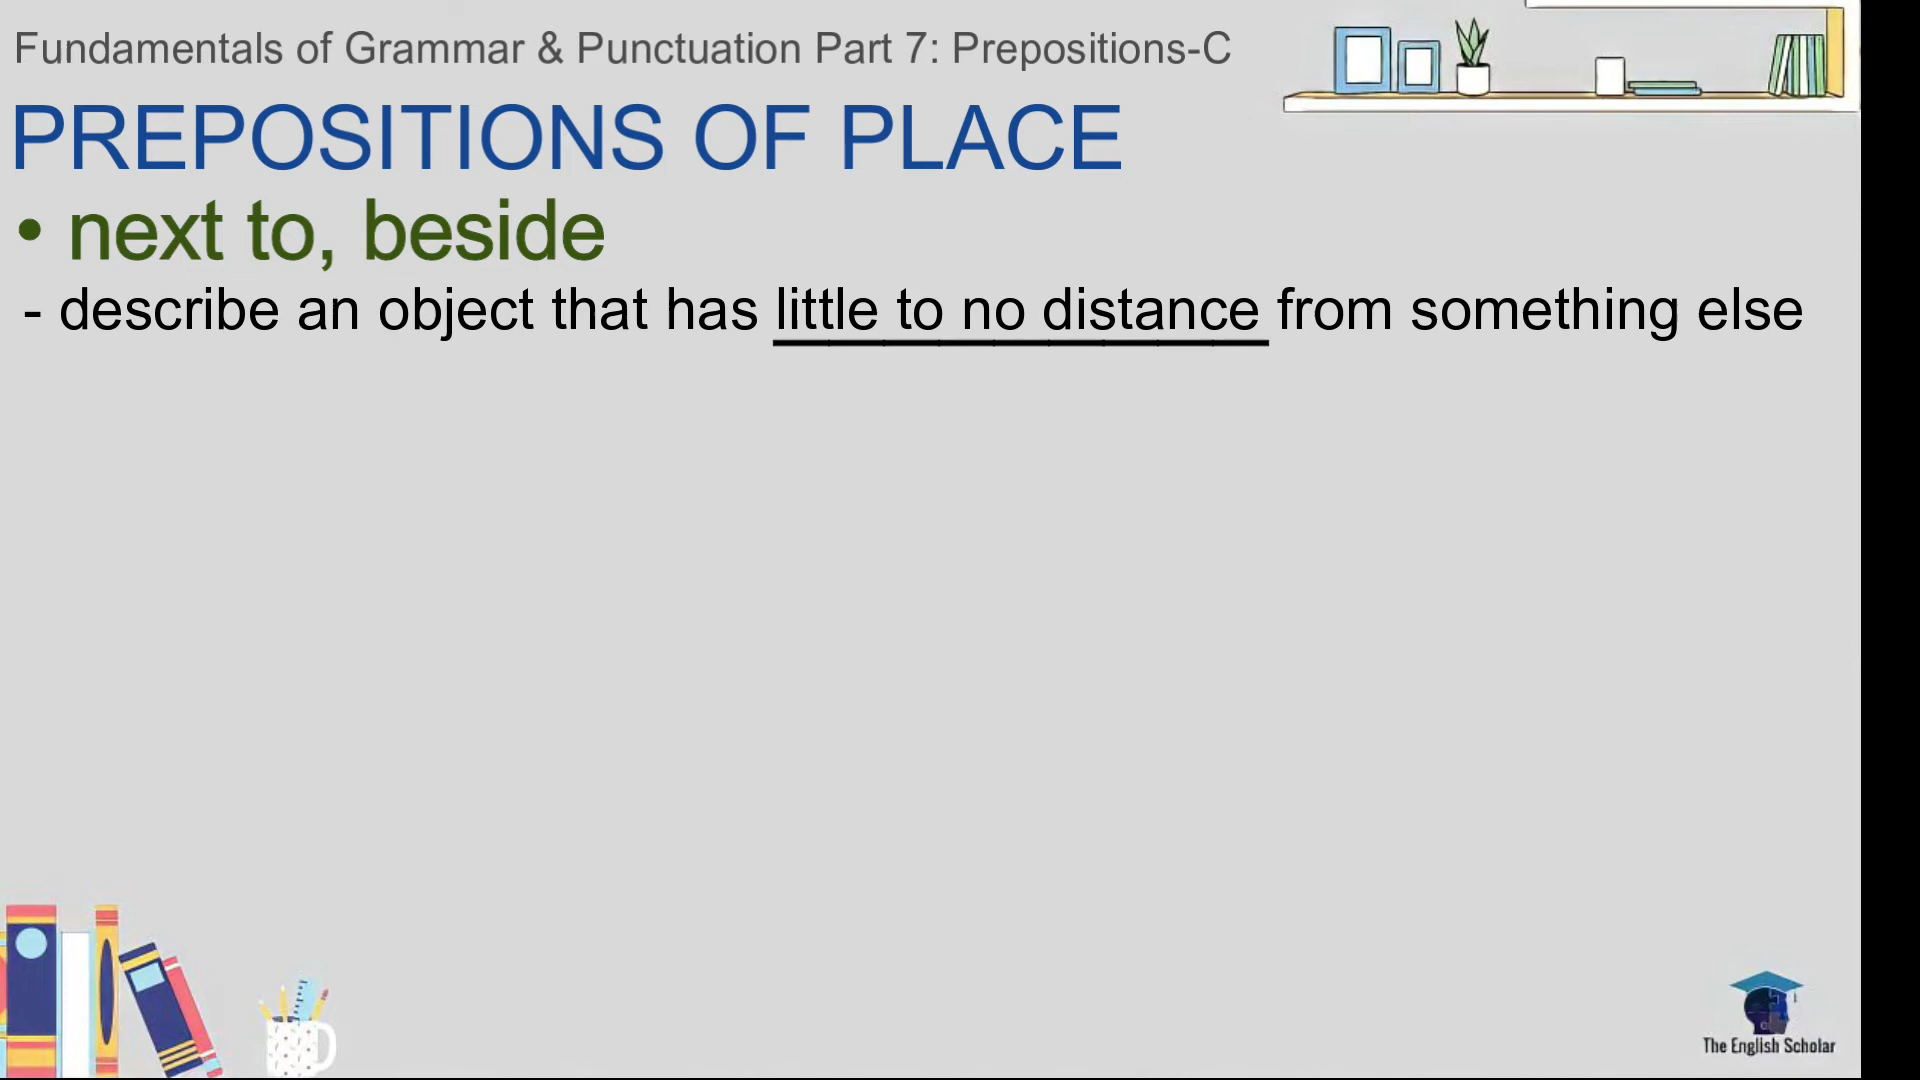 Fundamentals of Grammar & Punctuation Part 7: Prepositions-C
PREPOSITIONS OF PLACE
• next to, beside
- describe an object that has little to no distance from something else
The English Scholar